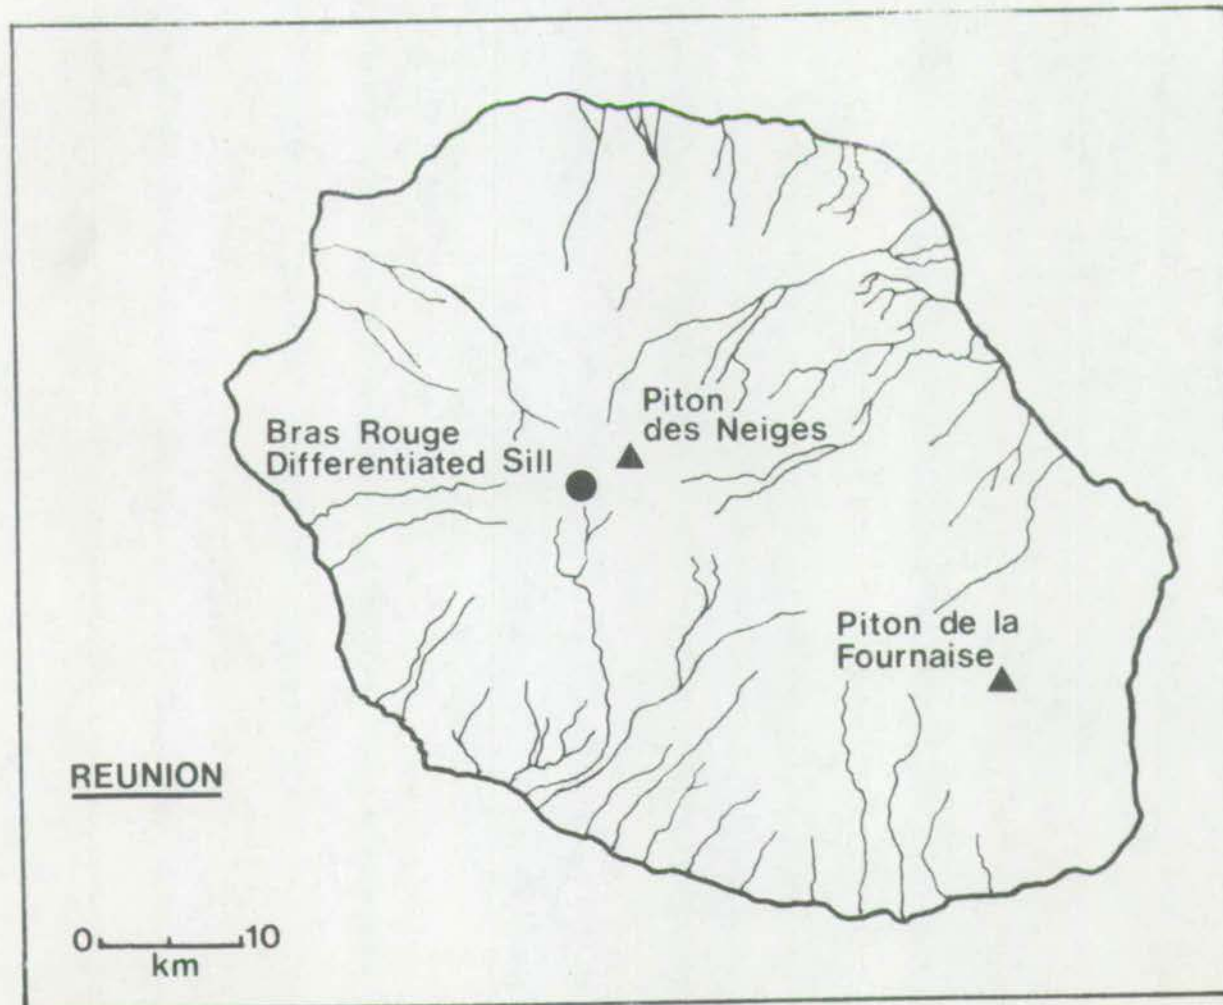 Piton
des Neiges
Bras Rouge
Differentiated Sill
Piton de la
Fournaise
REUNION
0 10
km